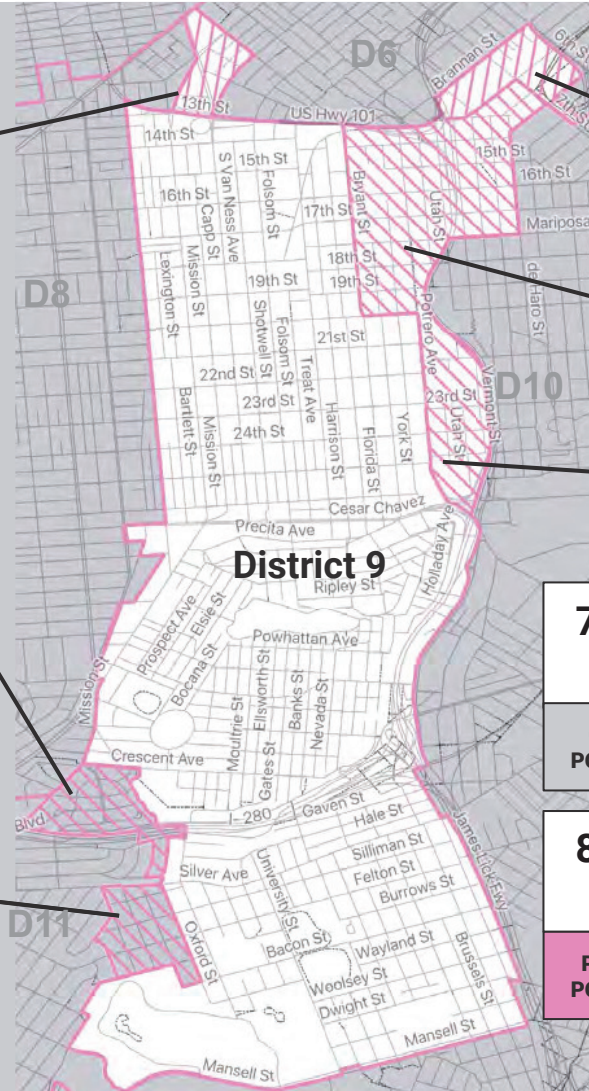 D6
Brannan St
6th St
7th St
13th St
US Hwy 101
14th St
15th St
15th St
16th St
S Van Ness Ave
Folsom St
16th St
Capp St
17th St
Bryant St
Utah St
Mariposa
Mission St
Lexington St
18th St
D8
19th St
19th St
de Haro St
Potrero Ave
Shotwell St
Folsom St
21st St
Treat Ave
Vermont St
22nd St
D10
Bartlett St
23rd St
23rd St
Utah St
Mission St
24th St
Harrison St
Florida St
York St
Cesar Chavez
Precita Ave
Holladay Ave
District 9
Ripley St
Prospect Ave
Elsie St
Bocana St
Powhattan Ave
7
Mission St
Moultrie St
Ellsworth St
Gates St
Banks St
Nevada St
Crescent Ave
I-280
Gaven St
Blvd
Hale St
James Lick Fwy
8
Silliman St
Silver Ave
University St
Felton St
Burrows St
D11
Oxford St
Bacon St
Wayland St
Brussels St
Woolsey St
Dwight St
Mansell St
Mansell St